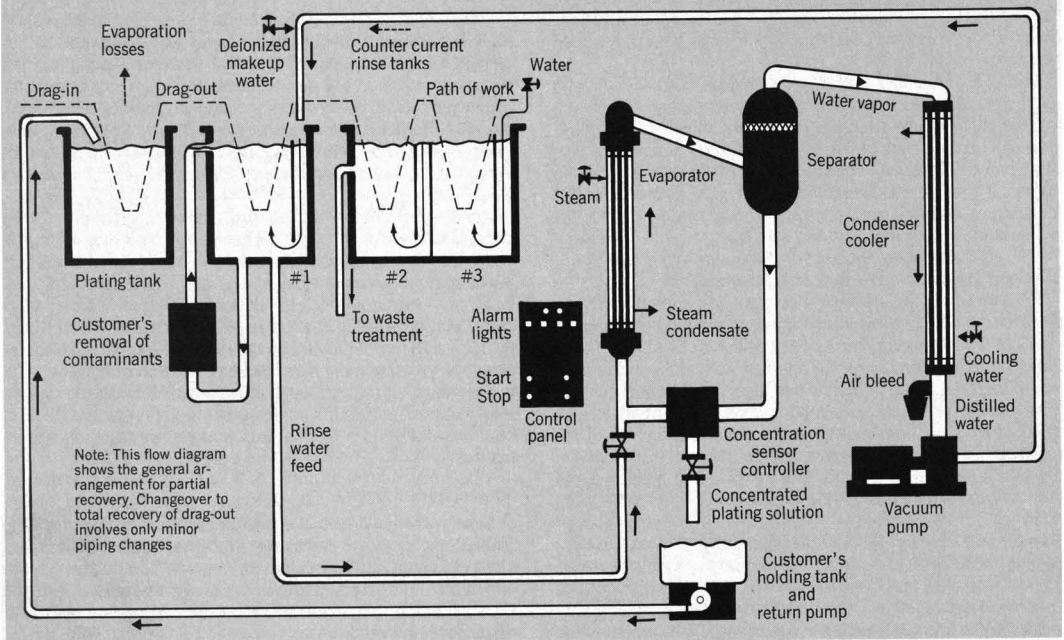 Evaporation
losses
Deionized
makeup
water
Counter current
rinse tanks
Water
Drag-in
Drag-out
Path of work
Water vapor
Evaporator
Separator
Steam
Condenser
cooler
Plating tank
#1
#2
#3
Customer's
removal of
contaminants
To waste
treatment
Alarm
lights
Start
Stop
Control
panel
Steam
condensate
Cooling
water
Air bleed
Distilled
water
Rinse
water
feed
Concentration
sensor
controller
Concentrated
plating solution
Vacuum
pump
Note: This flow diagram
shows the general ar-
rangement for partial
recovery. Changeover to
total recovery of drag-out
involves only minor
piping changes
Customer's
holding tank
and
return pump